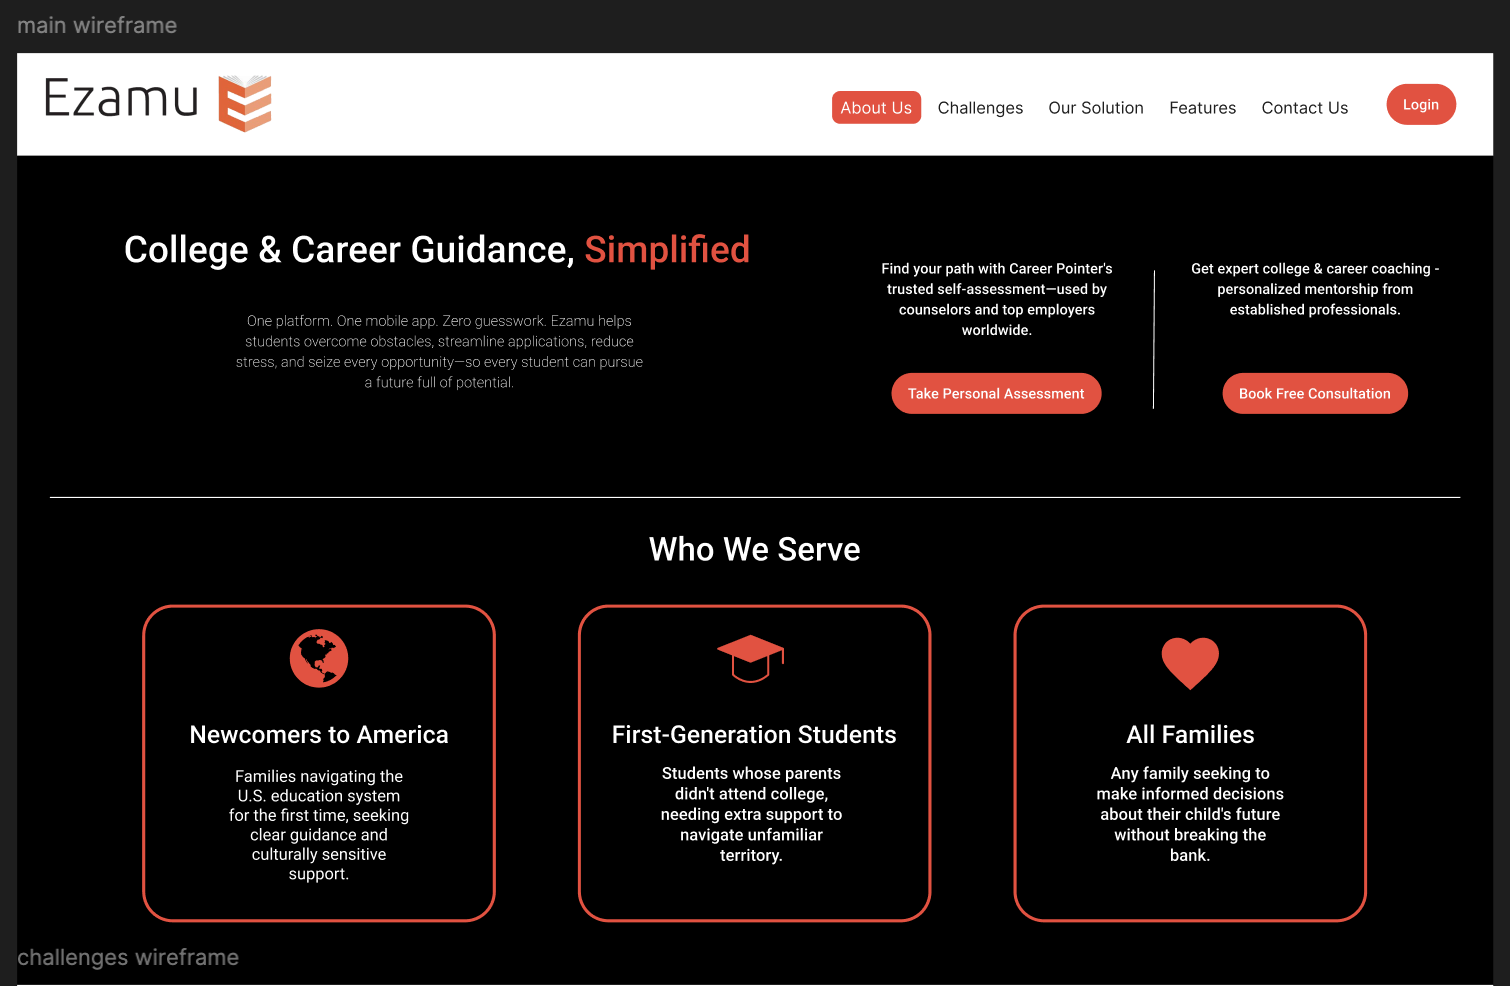 main wireframe
Ezamu
About Us
Challenges
Our Solution
Features
Contact Us
Login
College & Career Guidance, Simplified
One platform. One mobile app. Zero guesswork. Ezamu helps
students overcome obstacles, streamline applications, reduce
stress, and seize every opportunity—so every student can pursue
a future full of potential.
Find your path with Career Pointer's
trusted self-assessment—used by
counselors and top employers
worldwide.
Take Personal Assessment
Get expert college & career coaching -
personalized mentorship from
established professionals.
Book Free Consultation
Who We Serve
Newcomers to America
Families navigating the
U.S. education system
for the first time, seeking
clear guidance and
culturally sensitive
support.
First-Generation Students
Students whose parents
didn't attend college,
needing extra support to
navigate unfamiliar
territory.
All Families
Any family seeking to
make informed decisions
about their child's future
without breaking the
bank.
challenges wireframe